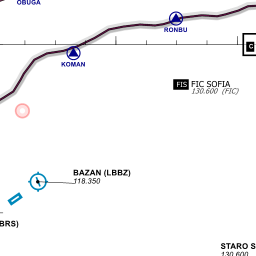 OBUGA
RONBU
KOMAN
C
FIS FIC SOFIA
130.600 (FIC)
BAZAN (LBBZ)
118.350
BRS)
STARO S
130.600